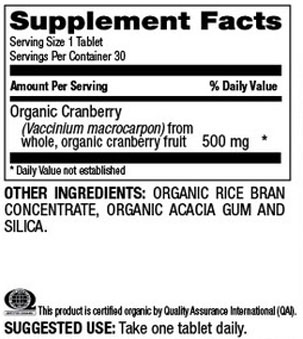 Supplement Facts
Serving Size 1 Tablet
Servings Per Container 30
Amount Per Serving % Daily Value
Organic Cranberry
(Vaccinium macrocarpon) from
whole, organic cranberry fruit 500 mg *
* Daily Value not established
OTHER INGREDIENTS: ORGANIC RICE BRAN
CONCENTRATE, ORGANIC ACACIA GUM AND
SILICA.
This product is certified organic by Quality Assurance International (QAI).
SUGGESTED USE: Take one tablet daily.